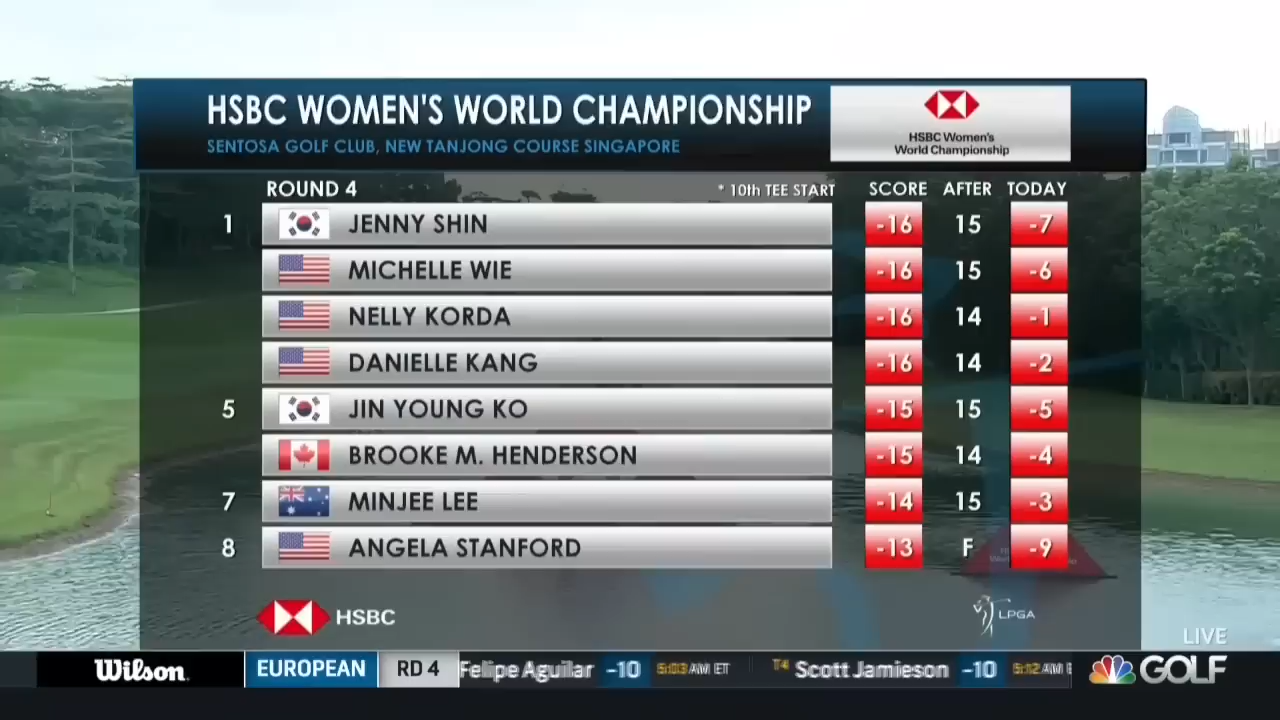 HSBC WOMEN'S WORLD CHAMPIONSHIP
SENTOSA GOLF CLUB, NEW TANJONG COURSE SINGAPORE
HSBC Women's
World Championship
ROUND 4 * 10th TEE START SCORE AFTER TODAY
1 JENNY SHIN -16 15 -7
MICHELLE WIE -16 15 -6
NELLY KORDA -16 14 -1
DANIELLE KANG -16 14 -2
5 JIN YOUNG KO -15 15 -5
BROOKE M. HENDERSON -15 14 -4
7 MINJEE LEE -14 15 -3
8 ANGELA STANFORD -13 F -9
HSBC LPGA
LIVE
Wilson. EUROPEAN RD 4 Felipe Aguilar -10 5:03 AM ET T4 Scott Jamieson -10 5:12 AM GOLF